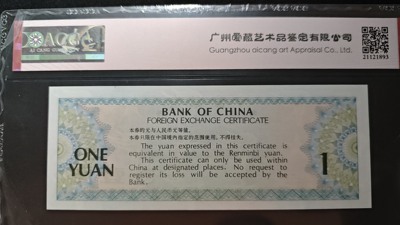 ACGC
广州爱藏艺术品鉴定有限公司
Guangzhou aicang art Appraisal Co., Ltd.
21121893
BANK OF CHINA
FOREIGN EXCHANGE CERTIFICATE
本券的元与人民币元等值。
本券只限在中国境内指定的范围使用，不得挂失。
ONE YUAN
The yuan expressed in this certificate is
equivalent in value to the Renminbi yuan.
This certificate can only be used within
China at designated places. No request to
register its loss will be accepted by the
Bank.
1